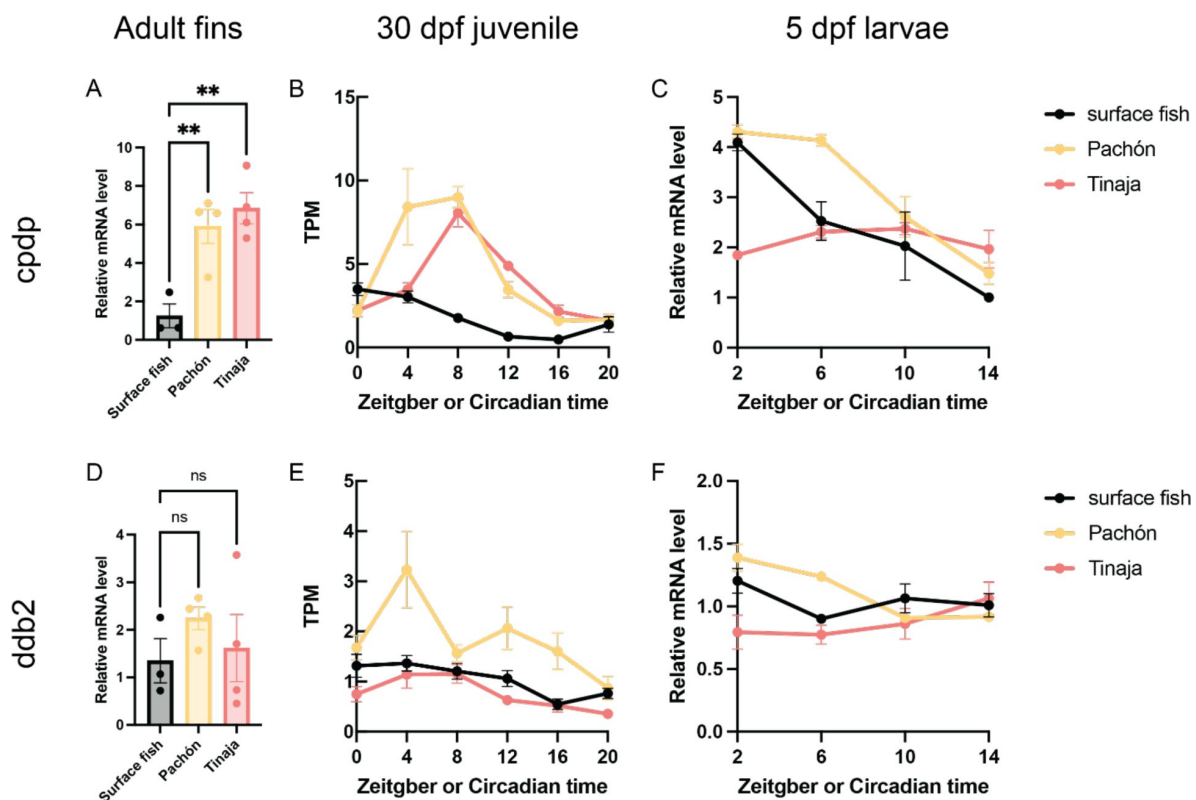 Adult fins
30 dpf juvenile
5 dpf larvae
cpdp
A
**
**
Relative mRNA level
10
8
6
4
2
0
Surface fish
Pachón
Tinaja
B
TPM
15
10
5
0
0 4 8 12 16 20
Zeitgber or Circadian time
C
Relative mRNA level
5
4
3
2
1
0
2 6 10 14
Zeitgber or Circadian time
surface fish
Pachón
Tinaja
ddb2
D
ns
ns
Relative mRNA level
4
3
2
1
0
Surface fish
Pachón
Tinaja
E
TPM
5
4
3
2
1
0
0 4 8 12 16 20
Zeitgber or Circadian time
F
Relative mRNA level
2.0
1.5
1.0
0.5
0.0
2 6 10 14
Zeitgber or Circadian time
surface fish
Pachón
Tinaja